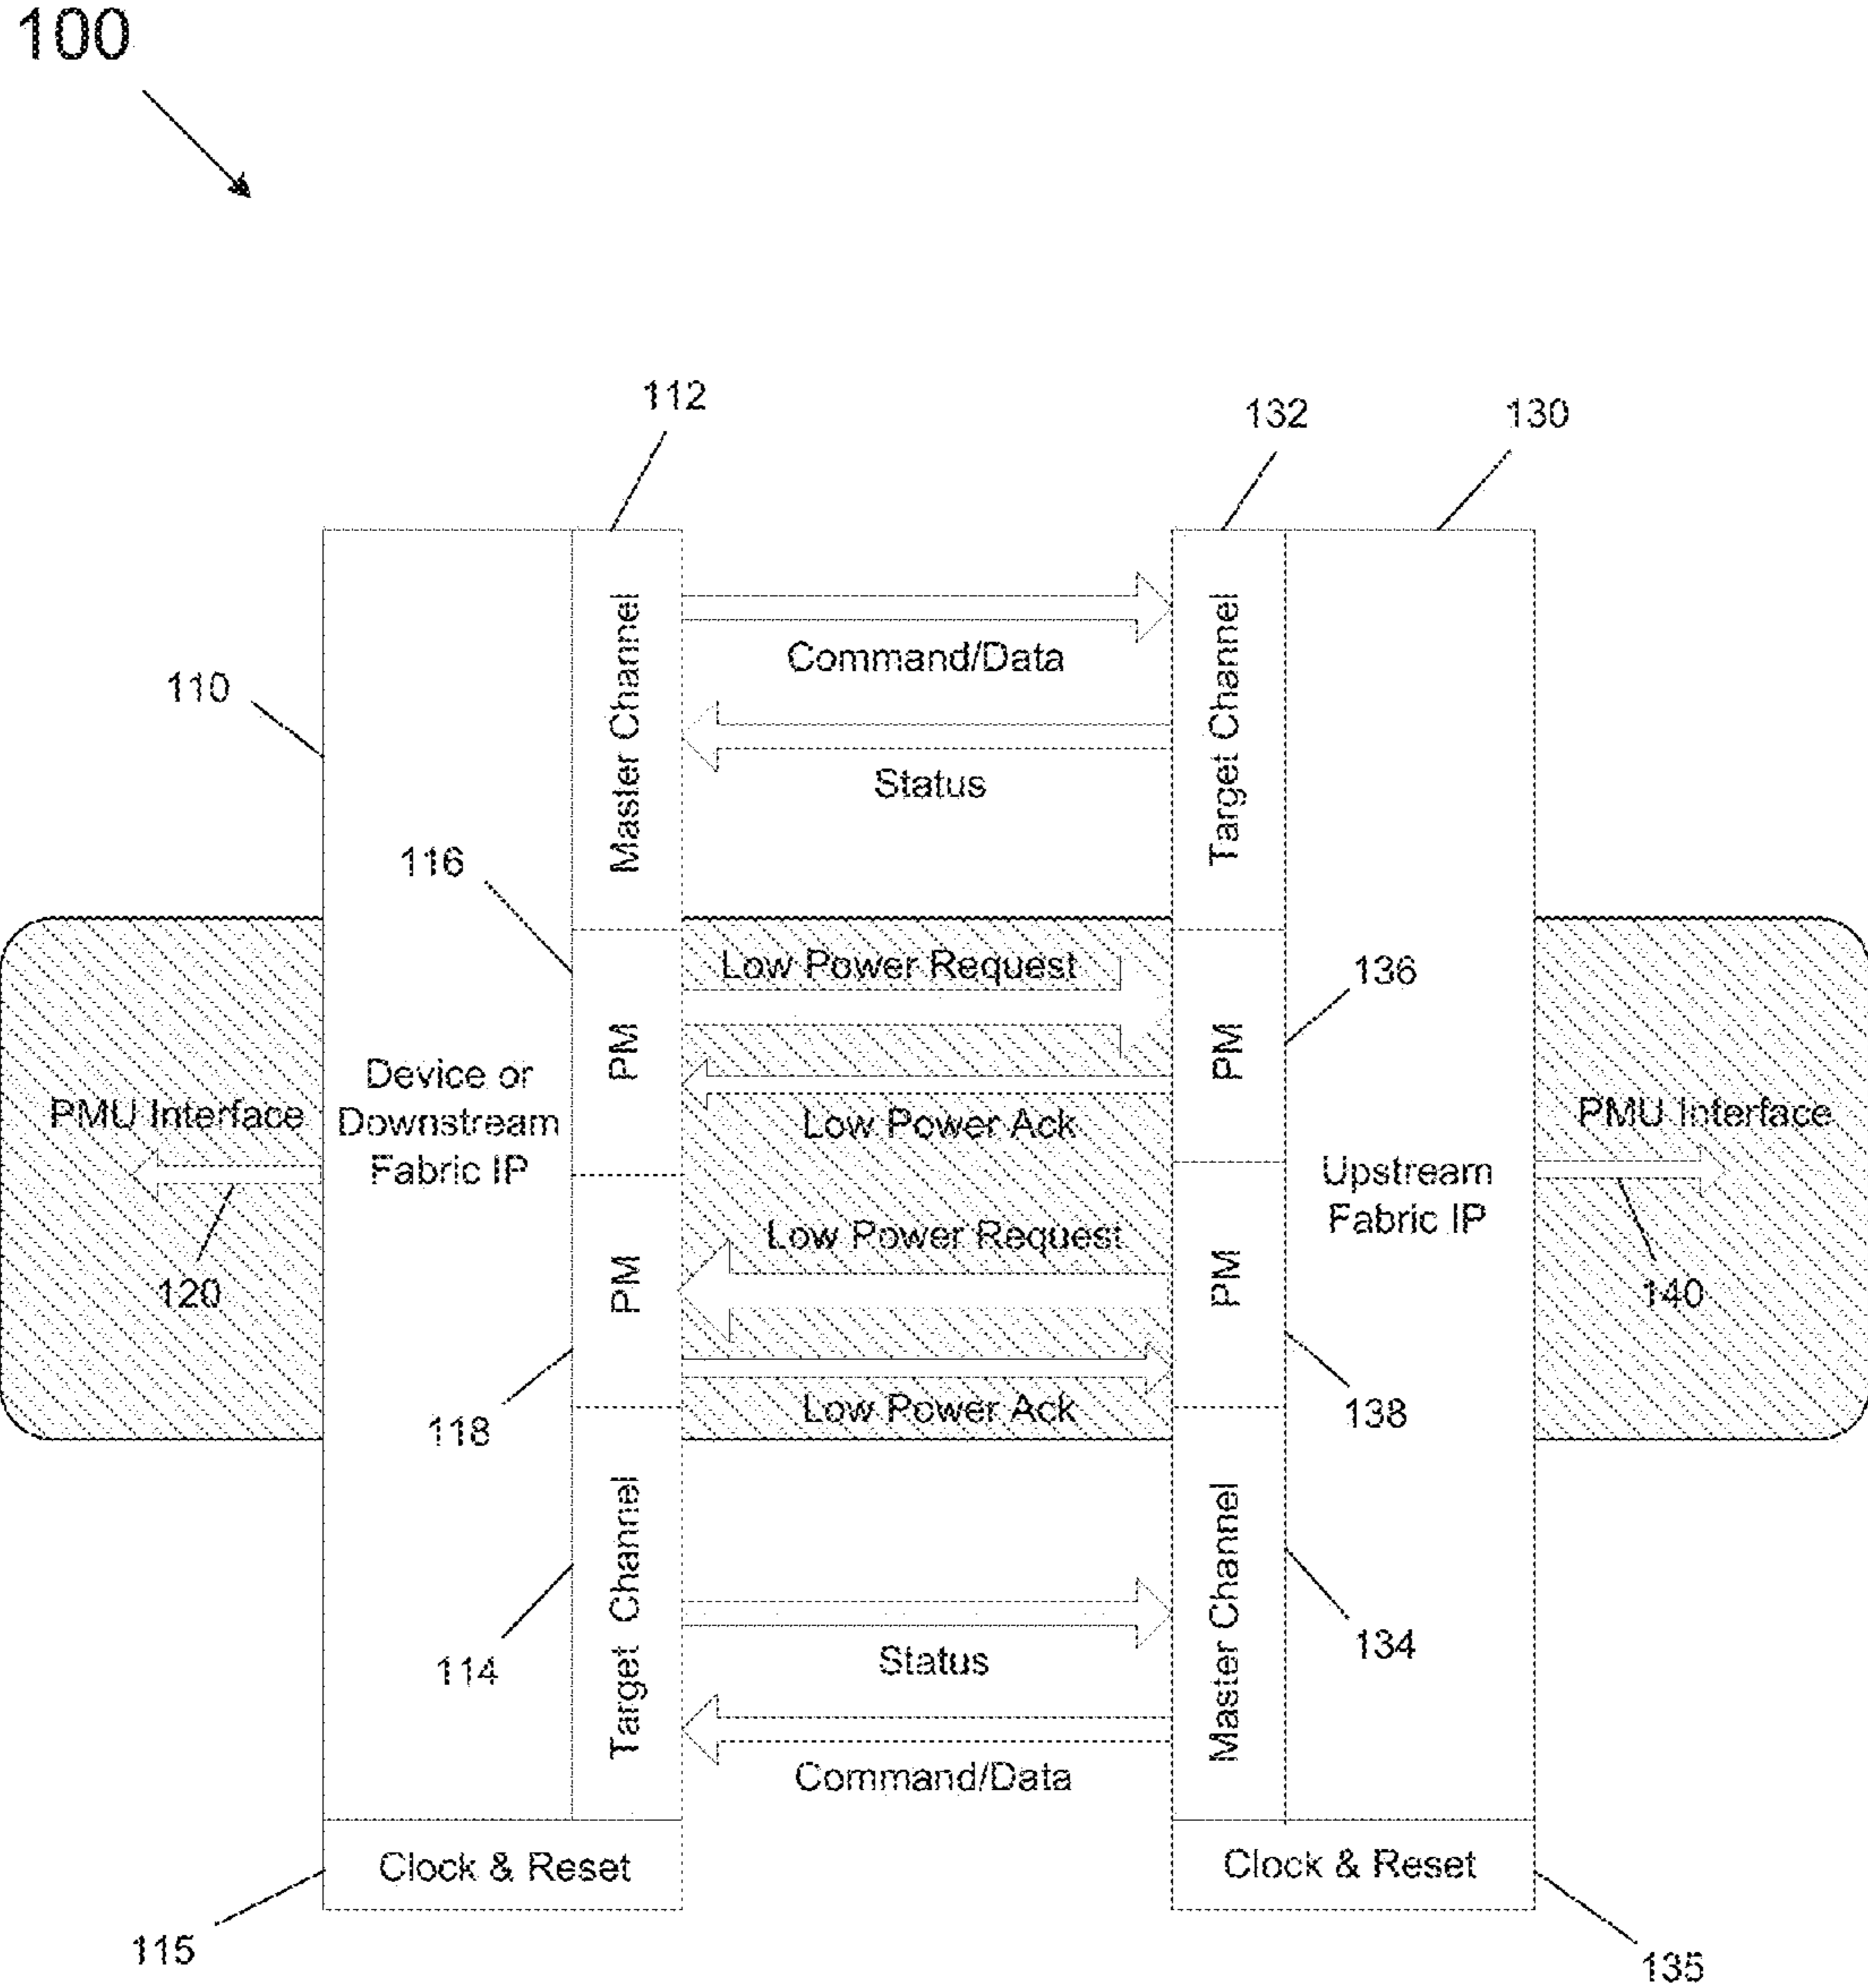 100
112
132
130
110
Master Channel
Command/Data
Status
Target Channel
116
Low Power Request
136
PM
PM
Low Power Ack
Device or
Downstream
Fabric IP
PMU Interface
PMU Interface
Upstream
Fabric IP
120
Low Power Request
140
PM
PM
118
Low Power Ack
138
Target Channel
Master Channel
114
Status
134
Command/Data
Clock & Reset
Clock & Reset
115
135